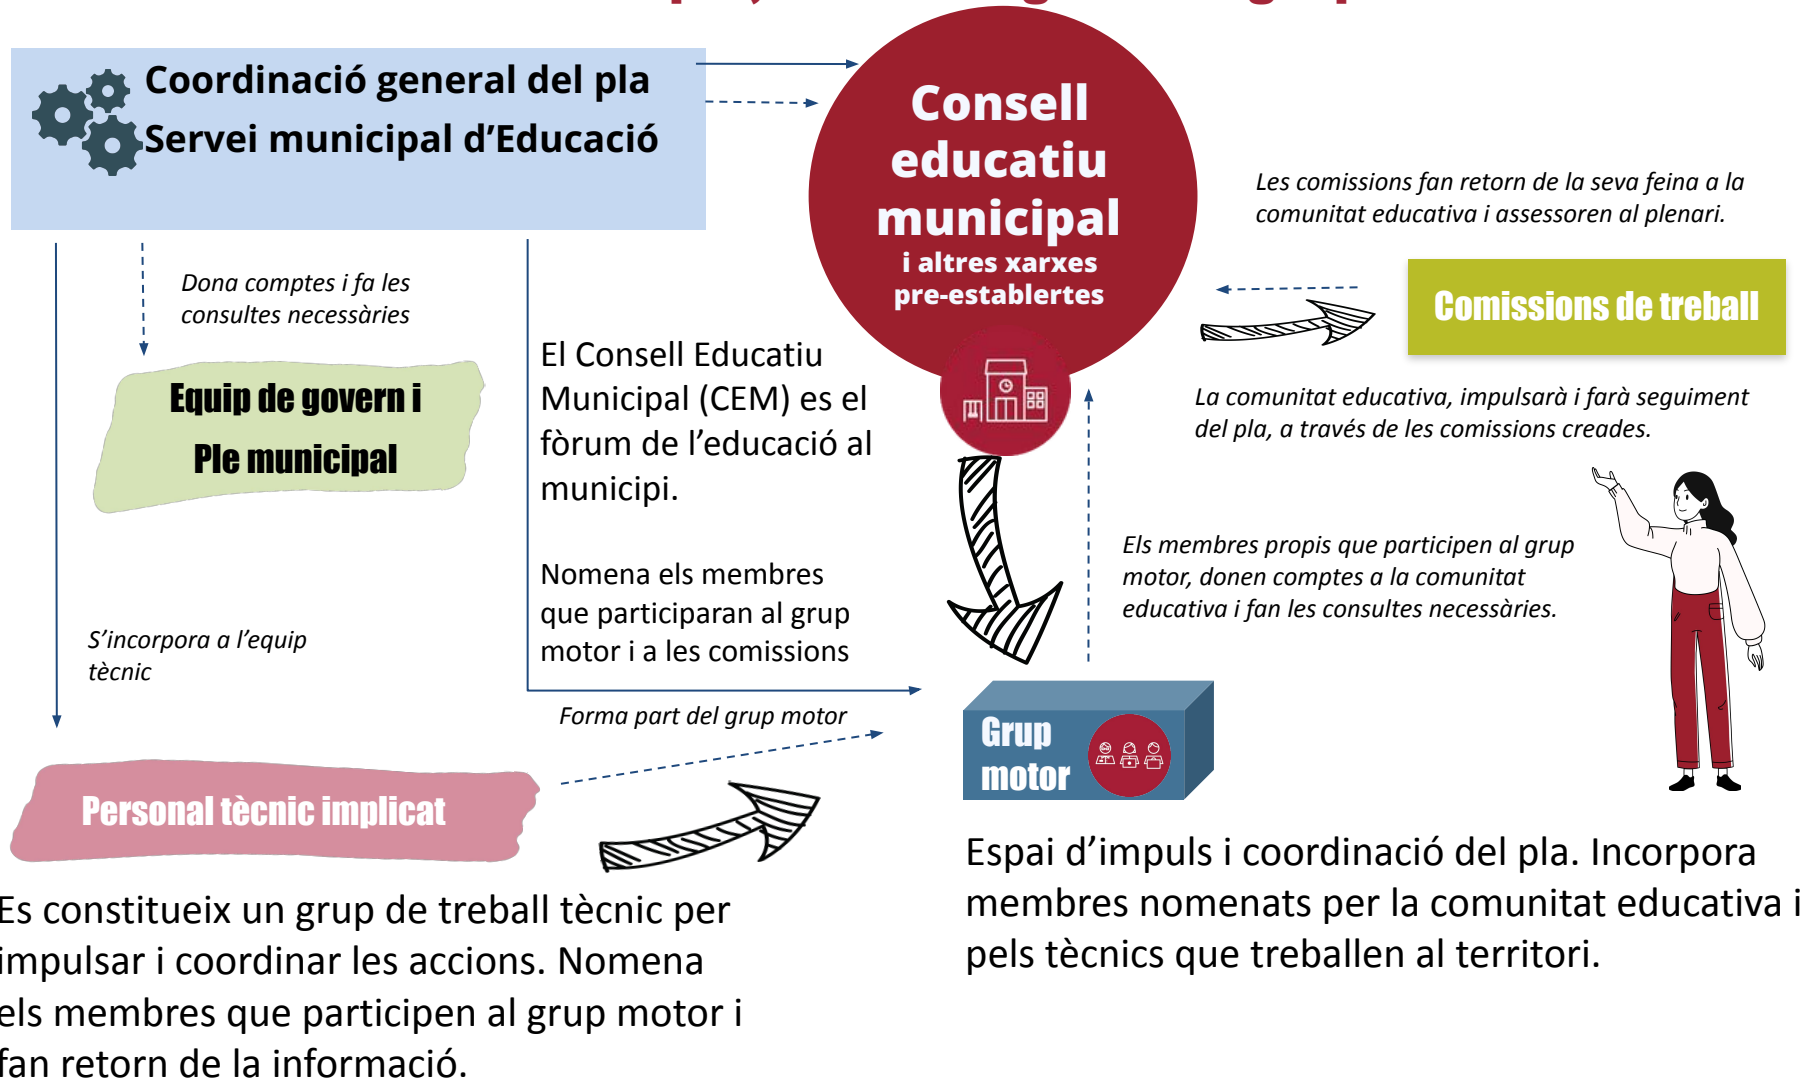 Coordinació general del pla
Servei municipal d’Educació
Consell
educatiu
municipal
i altres xarxes
pre-establertes
Les comissions fan retorn de la seva feina a la
comunitat educativa i assessoren al plenari.
Comissions de treball
Dona comptes i fa les
consultes necessàries
Equip de govern i
Ple municipal
El Consell Educatiu
Municipal (CEM) es el
fòrum de l’educació al
municipi.
La comunitat educativa, impulsarà i farà seguiment
del pla, a través de les comissions creades.
Nomena els membres
que participaran al grup
motor i a les comissions
Els membres propis que participen al grup
motor, donen comptes a la comunitat
educativa i fan les consultes necessàries.
S’incorpora a l’equip
tècnic
Forma part del grup motor
Grup
motor
Personal tècnic implicat
Espai d’impuls i coordinació del pla. Incorpora
membres nomenats per la comunitat educativa i
pels tècnics que treballen al territori.
Es constitueix un grup de treball tècnic per
impulsar i coordinar les accions. Nomena
els membres que participen al grup motor i
fan retorn de la informació.